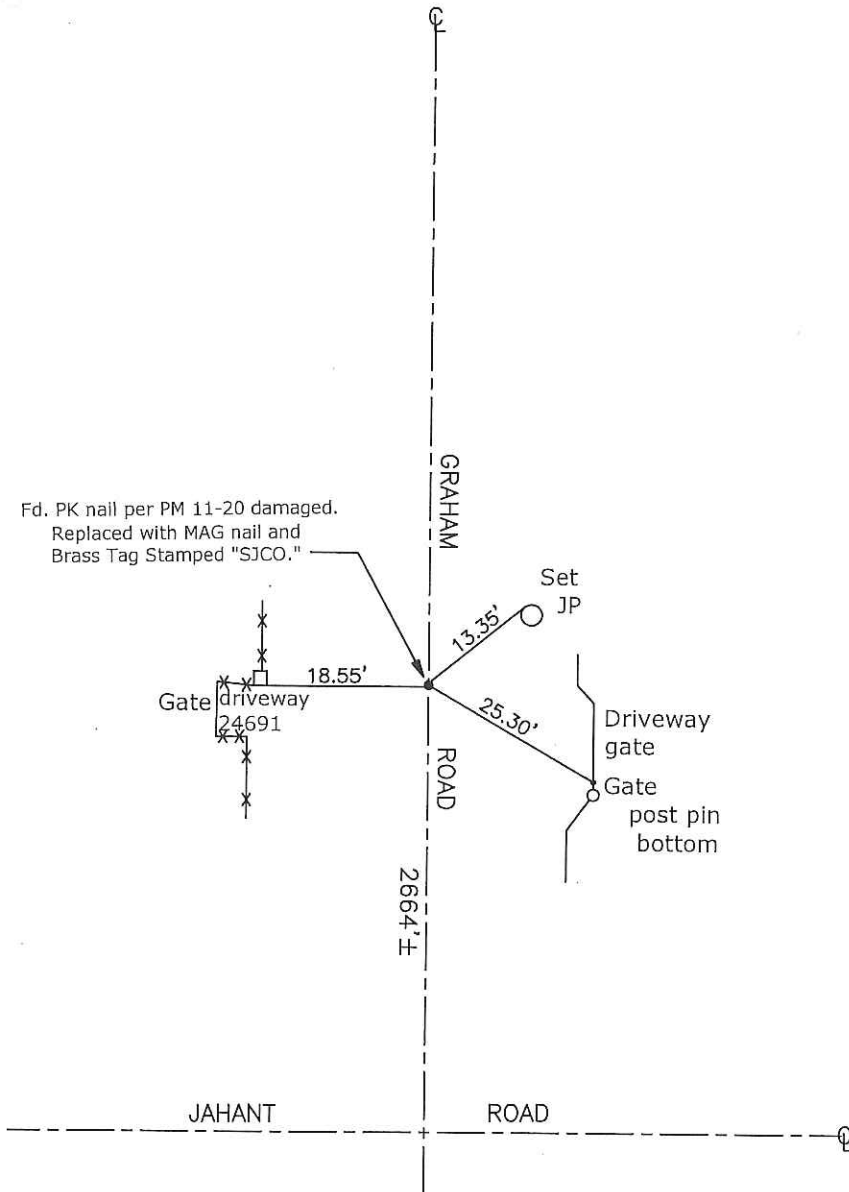 ℄
GRAHAM
Fd. PK nail per PM 11-20 damaged.
Replaced with MAG nail and
Brass Tag Stamped "SJCO."
Set
JP
13.35'
18.55'
Gate driveway
24691
25.30'
Driveway
gate
ROAD
Gate
post pin
bottom
2664'±
JAHANT ROAD
℄